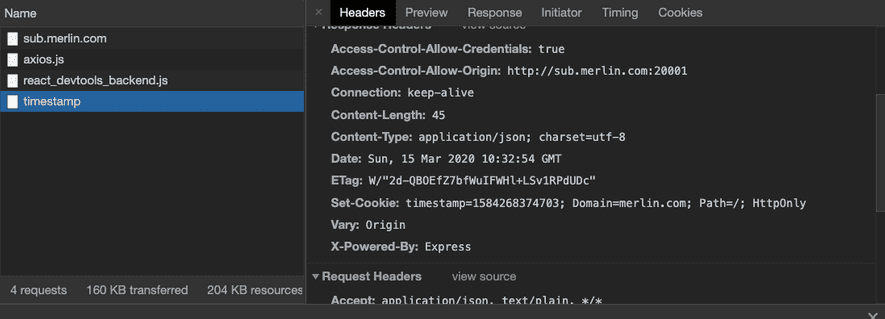 Name
sub.merlin.com
axios.js
react_devtools_backend.js
timestamp
4 requests 160 KB transferred 204 KB resources
× Headers Preview Response Initiator Timing Cookies
Response Headers view source
Access-Control-Allow-Credentials: true
Access-Control-Allow-Origin: http://sub.merlin.com:20001
Connection: keep-alive
Content-Length: 45
Content-Type: application/json; charset=utf-8
Date: Sun, 15 Mar 2020 10:32:54 GMT
ETag: W/"2d-QBOEfZ7bfWuIFWHl+LSv1RPdUDc"
Set-Cookie: timestamp=1584268374703; Domain=merlin.com; Path=/; HttpOnly
Vary: Origin
X-Powered-By: Express
Request Headers view source
Accept: application/json, text/plain, */*